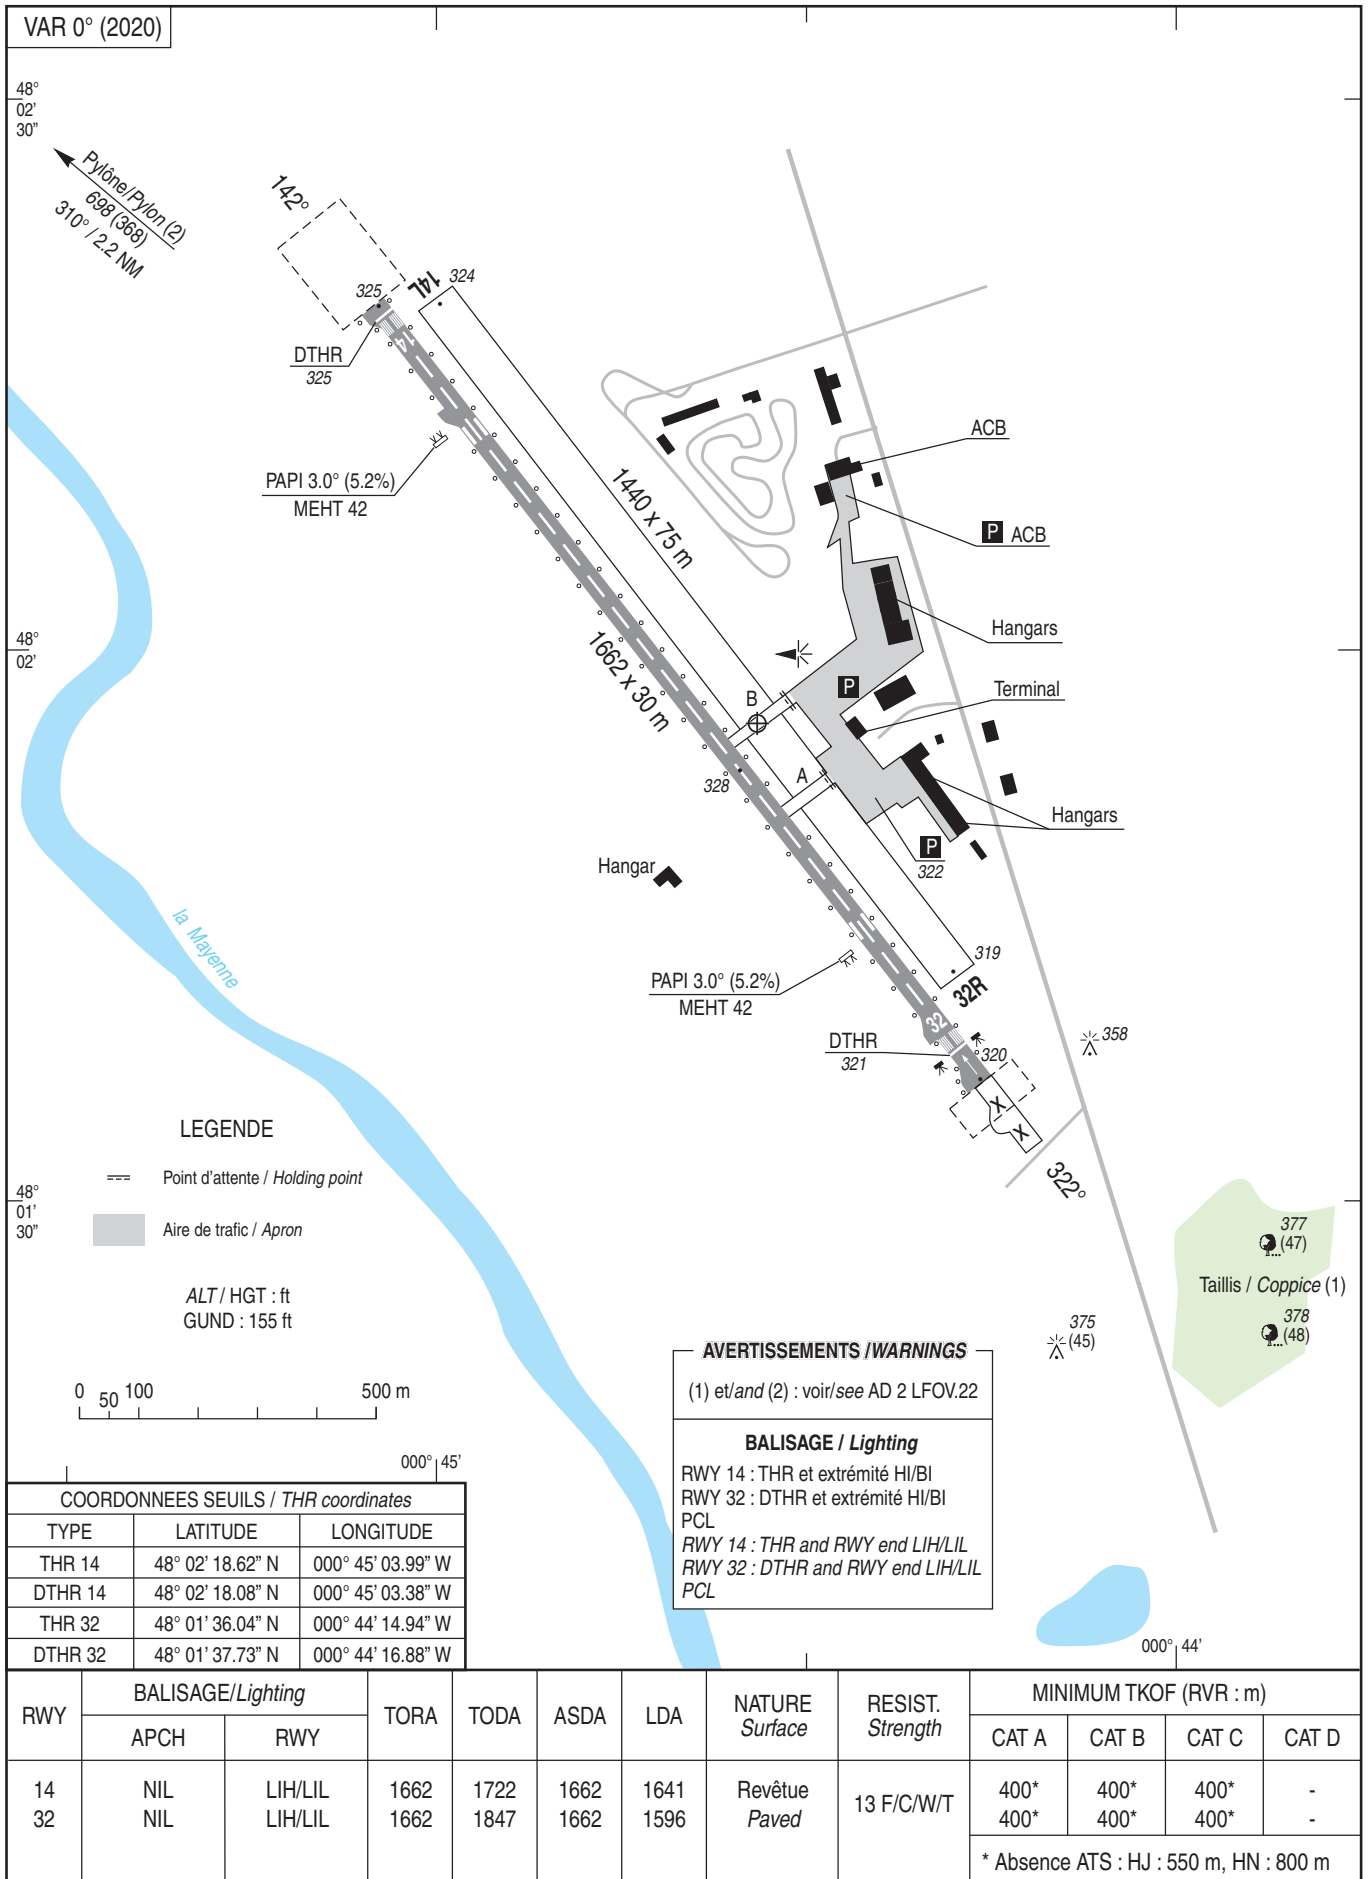 VAR 0° (2020)
48°
02’
30”
Pylône/Pylon (2)
698 (368)
310° / 2.2 NM
142°
325
14L
324
DTHR
325
14
PAPI 3.0° (5.2%)
MEHT 42
1440 x 75 m
1662 x 30 m
ACB
P ACB
Hangars
48°
02’
P
Terminal
B
A
328
Hangars
P
322
Hangar
la Mayenne
319
32R
PAPI 3.0° (5.2%)
MEHT 42
32
DTHR
321
320
358
X
X
322°
LEGENDE
Point d’attente / Holding point
Aire de trafic / Apron
48°
01’
30”
ALT / HGT : ft
GUND : 155 ft
377
(47)
Taillis / Coppice (1)
378
(48)
375
(45)
0 50 100 500 m
000° 45’
AVERTISSEMENTS /WARNINGS
(1) et/and (2) : voir/see AD 2 LFOV.22
BALISAGE / Lighting
RWY 14 : THR et extrémité HI/BI
RWY 32 : DTHR et extrémité HI/BI
PCL
RWY 14 : THR and RWY end LIH/LIL
RWY 32 : DTHR and RWY end LIH/LIL
PCL
000° 44’
COORDONNEES SEUILS / THR coordinates
TYPE LATITUDE LONGITUDE
THR 14 48° 02’ 18.62” N 000° 45’ 03.99” W
DTHR 14 48° 02’ 18.08” N 000° 45’ 03.38” W
THR 32 48° 01’ 36.04” N 000° 44’ 14.94” W
DTHR 32 48° 01’ 37.73” N 000° 44’ 16.88” W
RWY BALISAGE/Lighting TORA TODA ASDA LDA NATURE RESIST. MINIMUM TKOF (RVR : m)
APCH RWY Surface Strength CAT A CAT B CAT C CAT D
14 NIL LIH/LIL 1662 1722 1662 1641 Revêtue 13 F/C/W/T 400* 400* 400* -
32 NIL LIH/LIL 1662 1847 1662 1596 Paved 400* 400* 400* -
* Absence ATS : HJ : 550 m, HN : 800 m